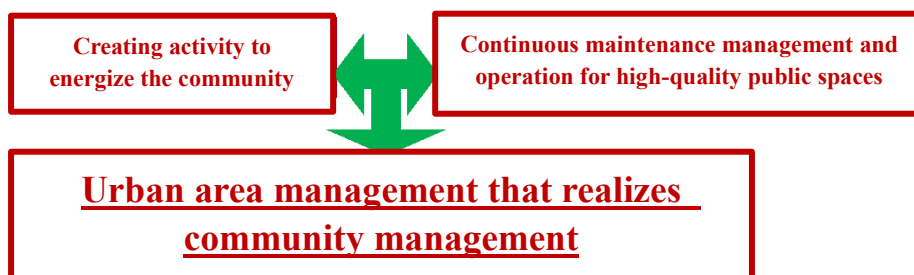 Creating activity to
energize the community
Continuous maintenance management and
operation for high-quality public spaces
Urban area management that realizes
community management